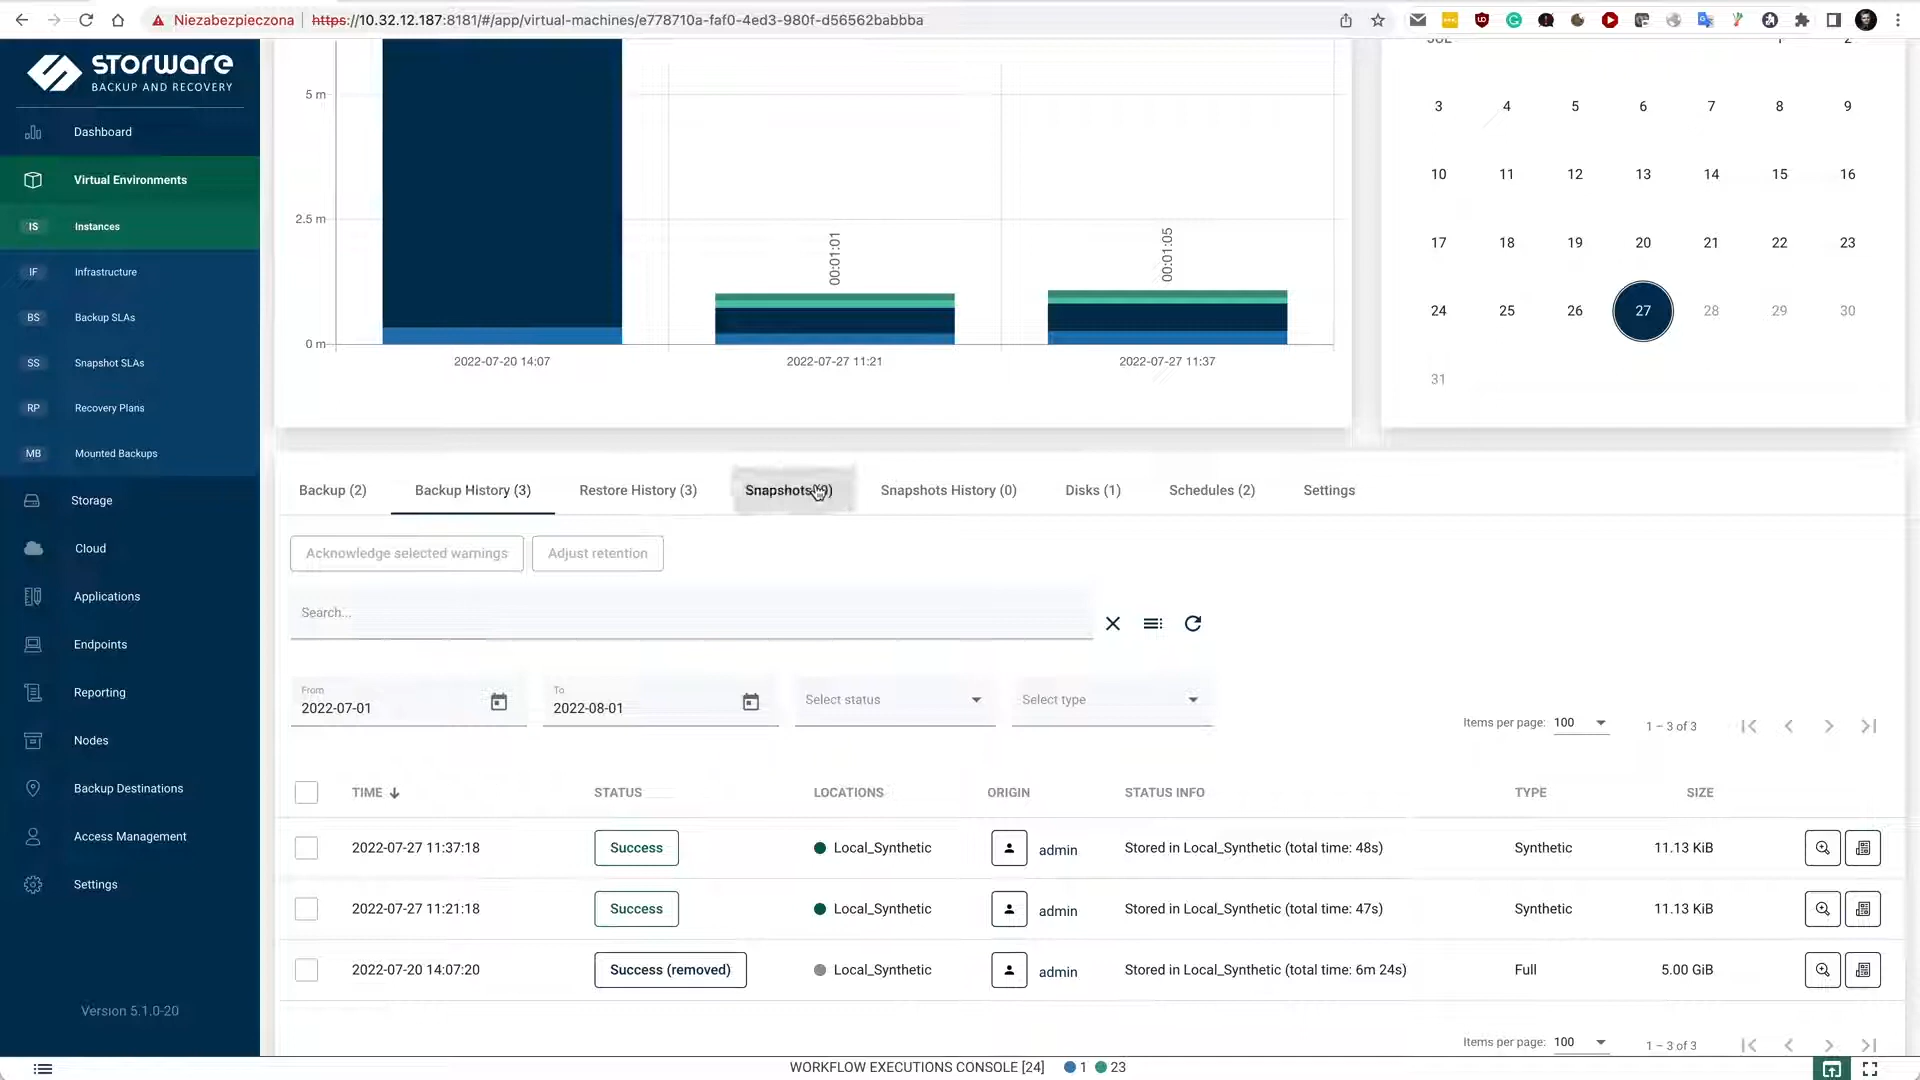 Niezabezpieczona
https://10.32.12.187:8181/#/app/virtual-machines/e778710a-faf0-4ed3-980f-d56562babbba
STORWARE
BACKUP AND RECOVERY
Dashboard
Virtual Environments
IS Instances
IF Infrastructure
BS Backup SLAs
SS Snapshot SLAs
RP Recovery Plans
MB Mounted Backups
Storage
Cloud
Applications
Endpoints
Reporting
Nodes
Backup Destinations
Access Management
Settings
Version 5.1.0-20
5 m
2.5 m
0 m
00:01:01
00:01:05
2022-07-20 14:07
2022-07-27 11:21
2022-07-27 11:37
JUL 1 2
3 4 5 6 7 8 9
10 11 12 13 14 15 16
17 18 19 20 21 22 23
24 25 26 27 28 29 30
31
Backup (2)
Backup History (3)
Restore History (3)
Snapshots (0)
Snapshots History (0)
Disks (1)
Schedules (2)
Settings
Acknowledge selected warnings
Adjust retention
Search...
From
2022-07-01
To
2022-08-01
Select status
Select type
Items per page: 100
1 – 3 of 3
TIME STATUS LOCATIONS ORIGIN STATUS INFO TYPE SIZE
2022-07-27 11:37:18 Success Local_Synthetic admin Stored in Local_Synthetic (total time: 48s) Synthetic 11.13 KiB
2022-07-27 11:21:18 Success Local_Synthetic admin Stored in Local_Synthetic (total time: 47s) Synthetic 11.13 KiB
2022-07-20 14:07:20 Success (removed) Local_Synthetic admin Stored in Local_Synthetic (total time: 6m 24s) Full 5.00 GiB
Items per page: 100
1 – 3 of 3
WORKFLOW EXECUTIONS CONSOLE [24] 1 23